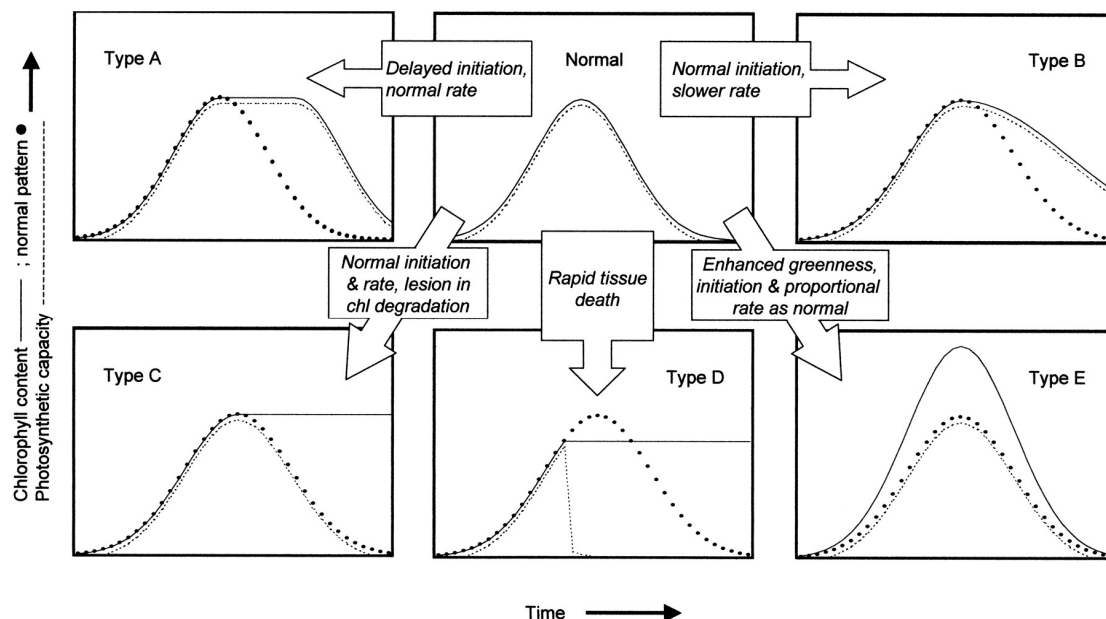 Type A
Delayed initiation,
normal rate
Normal
Normal initiation,
slower rate
Type B
Chlorophyll content —— ; normal pattern ●
Photosynthetic capacity ------------
Normal initiation
& rate, lesion in
chl degradation
Rapid tissue
death
Enhanced greenness,
initiation & proportional
rate as normal
Type C
Type D
Type E
Time